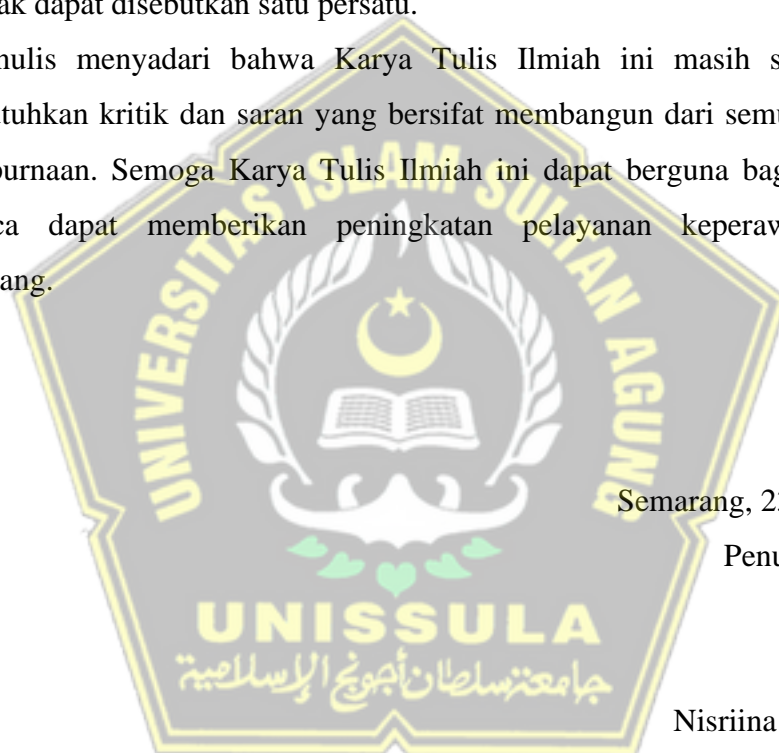 ak dapat disebutkan satu persatu.
nulis menyadari bahwa Karya Tulis Ilmiah ini masih s
tuhkan kritik dan saran yang bersifat membangun dari semu
purnaan. Semoga Karya Tulis Ilmiah ini dapat berguna bag
ca dapat memberikan peningkatan pelayanan keperaw
ang.
UNIVERSITAS ISLAM SULTAN AGUNG
Semarang, 2
Penu
UNISSULA
جامعتنسلطان أجونج الإسلامية
Nisriina